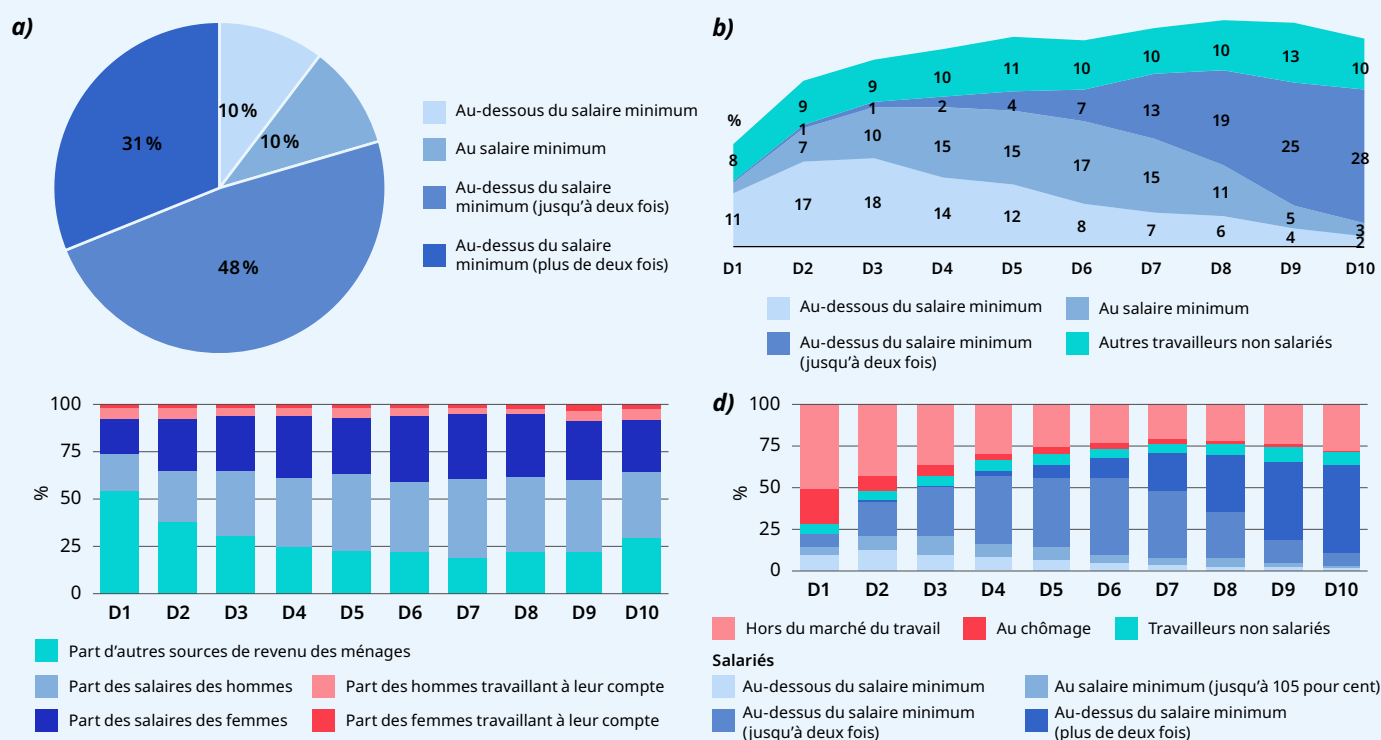 a)
10 %
10 %
48 %
31 %
Au-dessous du salaire minimum
Au salaire minimum
Au-dessus du salaire
minimum (jusqu'à deux fois)
Au-dessus du salaire
minimum (plus de deux fois)
b)
%
8
9
9
10
11
10
10
10
13
10
1
1
2
4
7
13
19
25
28
7
10
15
15
17
15
11
5
3
11
17
18
14
12
8
7
6
4
2
D1 D2 D3 D4 D5 D6 D7 D8 D9 D10
Au-dessous du salaire minimum
Au salaire minimum
Au-dessus du salaire minimum
(jusqu'à deux fois)
Autres travailleurs non salariés
100
75
50
25
0
%
D1 D2 D3 D4 D5 D6 D7 D8 D9 D10
Part d'autres sources de revenu des ménages
Part des salaires des hommes
Part des hommes travaillant à leur compte
Part des salaires des femmes
Part des femmes travaillant à leur compte
d)
100
75
50
25
0
%
D1 D2 D3 D4 D5 D6 D7 D8 D9 D10
Hors du marché du travail
Au chômage
Travailleurs non salariés
Salariés
Au-dessous du salaire minimum
Au salaire minimum (jusqu'à 105 pour cent)
Au-dessus du salaire minimum
(jusqu'à deux fois)
Au-dessus du salaire minimum
(plus de deux fois)